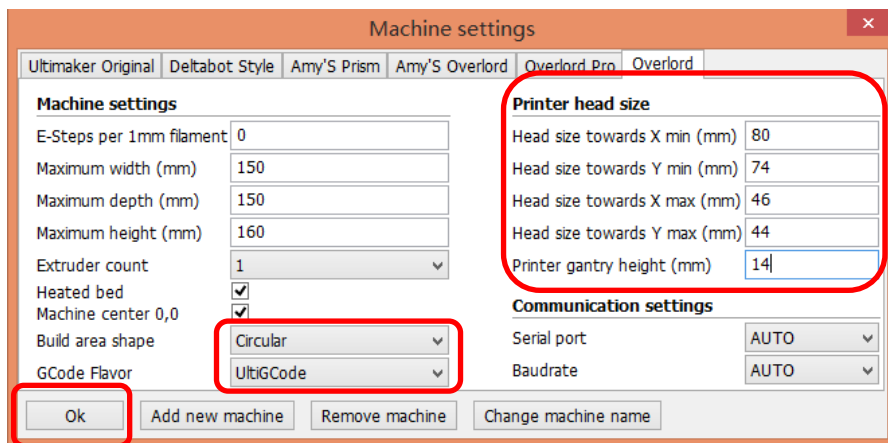 Machine settings
Ultimaker Original Deltabot Style Amy'S Prism Amy'S Overlord Overlord Pro Overlord
Machine settings
E-Steps per 1mm filament 0
Maximum width (mm) 150
Maximum depth (mm) 150
Maximum height (mm) 160
Extruder count 1
Heated bed
Machine center 0,0
Build area shape Circular
GCode Flavor UltiGCode
Printer head size
Head size towards X min (mm) 80
Head size towards Y min (mm) 74
Head size towards X max (mm) 46
Head size towards Y max (mm) 44
Printer gantry height (mm) 14
Communication settings
Serial port AUTO
Baudrate AUTO
Ok Add new machine Remove machine Change machine name